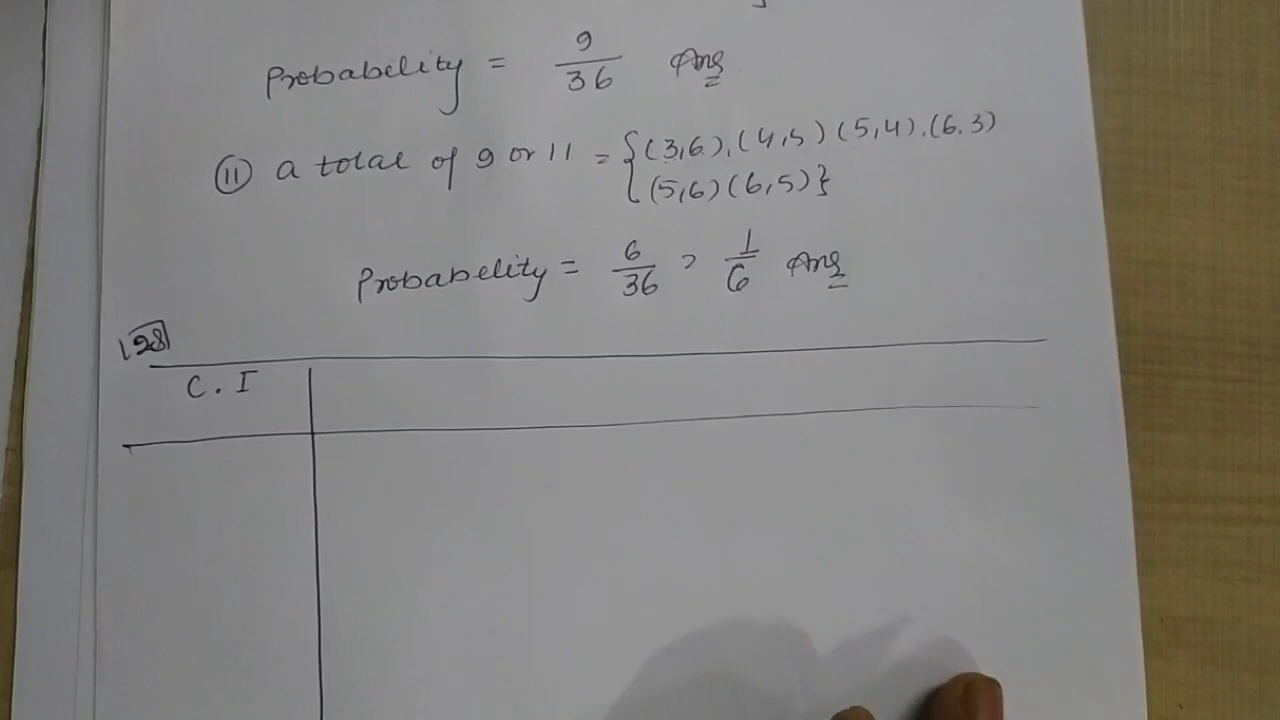 Probabelity = 9/36 Ans
(11) a total of 9 or 11 = {(3,6), (4,5) (5,4), (6,3)
(5,6) (6,5)}
Probabelity = 6/36 > 1/6 Ans
28
C.I